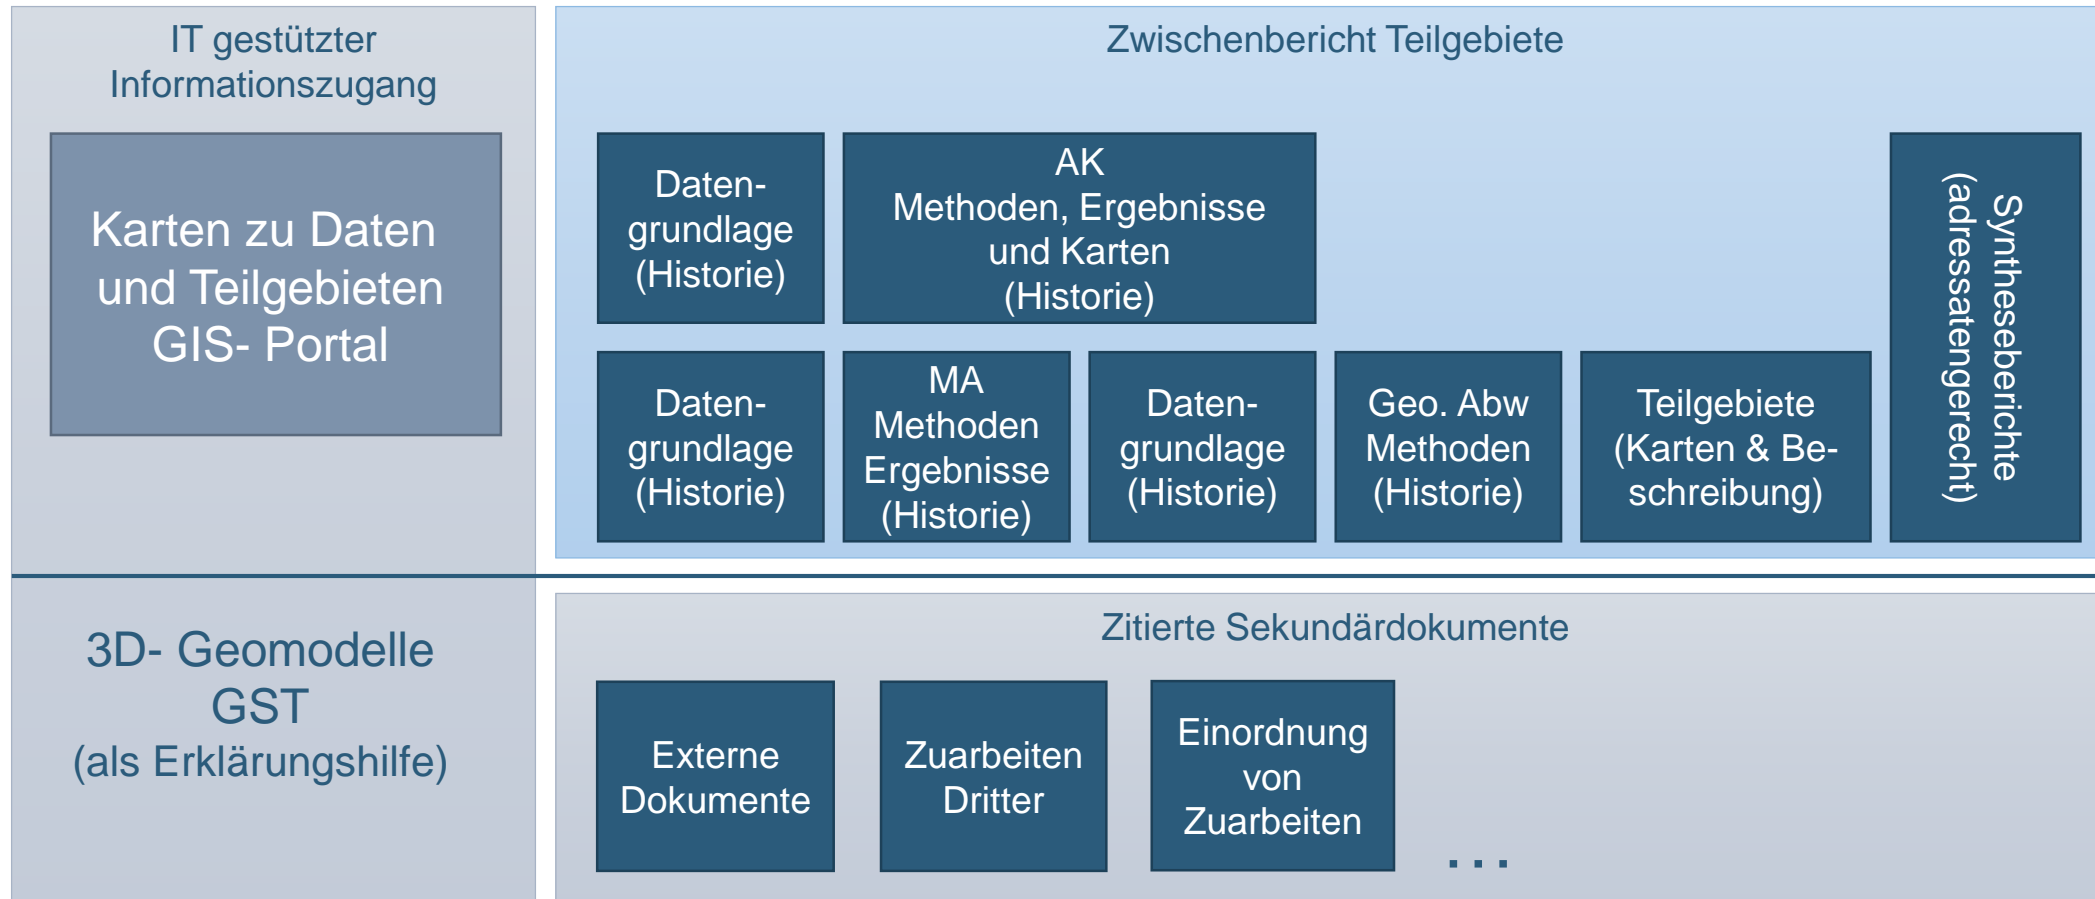 IT gestützter
Informationszugang
Karten zu Daten
und Teilgebieten
GIS- Portal
3D- Geomodelle
GST
(als Erklärungshilfe)
Zwischenbericht Teilgebiete
Daten-
grundlage
(Historie)
AK
Methoden, Ergebnisse
und Karten
(Historie)
Daten-
grundlage
(Historie)
MA
Methoden
Ergebnisse
(Historie)
Daten-
grundlage
(Historie)
Geo. Abw
Methoden
(Historie)
Teilgebiete
(Karten & Be-
schreibung)
Syntheseberichte
(adressatengerecht)
Zitierte Sekundärdokumente
Externe
Dokumente
Zuarbeiten
Dritter
Einordnung
von
Zuarbeiten
...